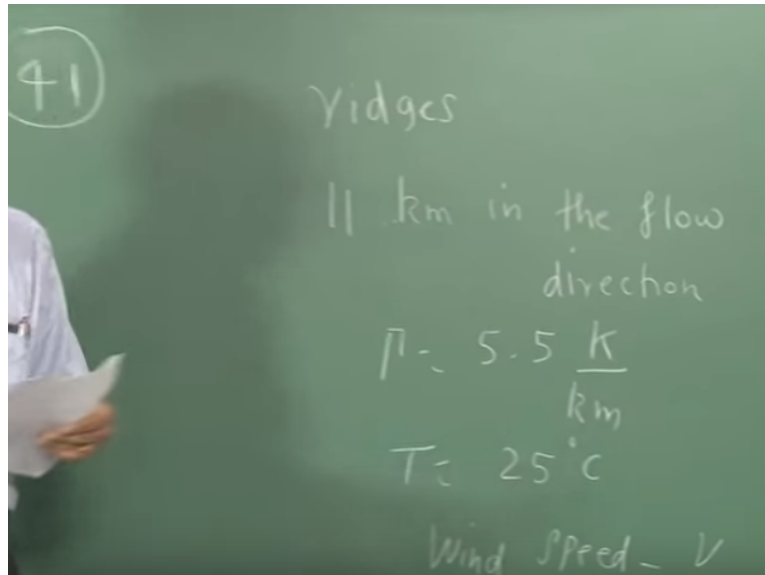 41
ridges
11 km in the flow
direction
Γ = 5.5 K/km
T = 25°C
Wind speed - V